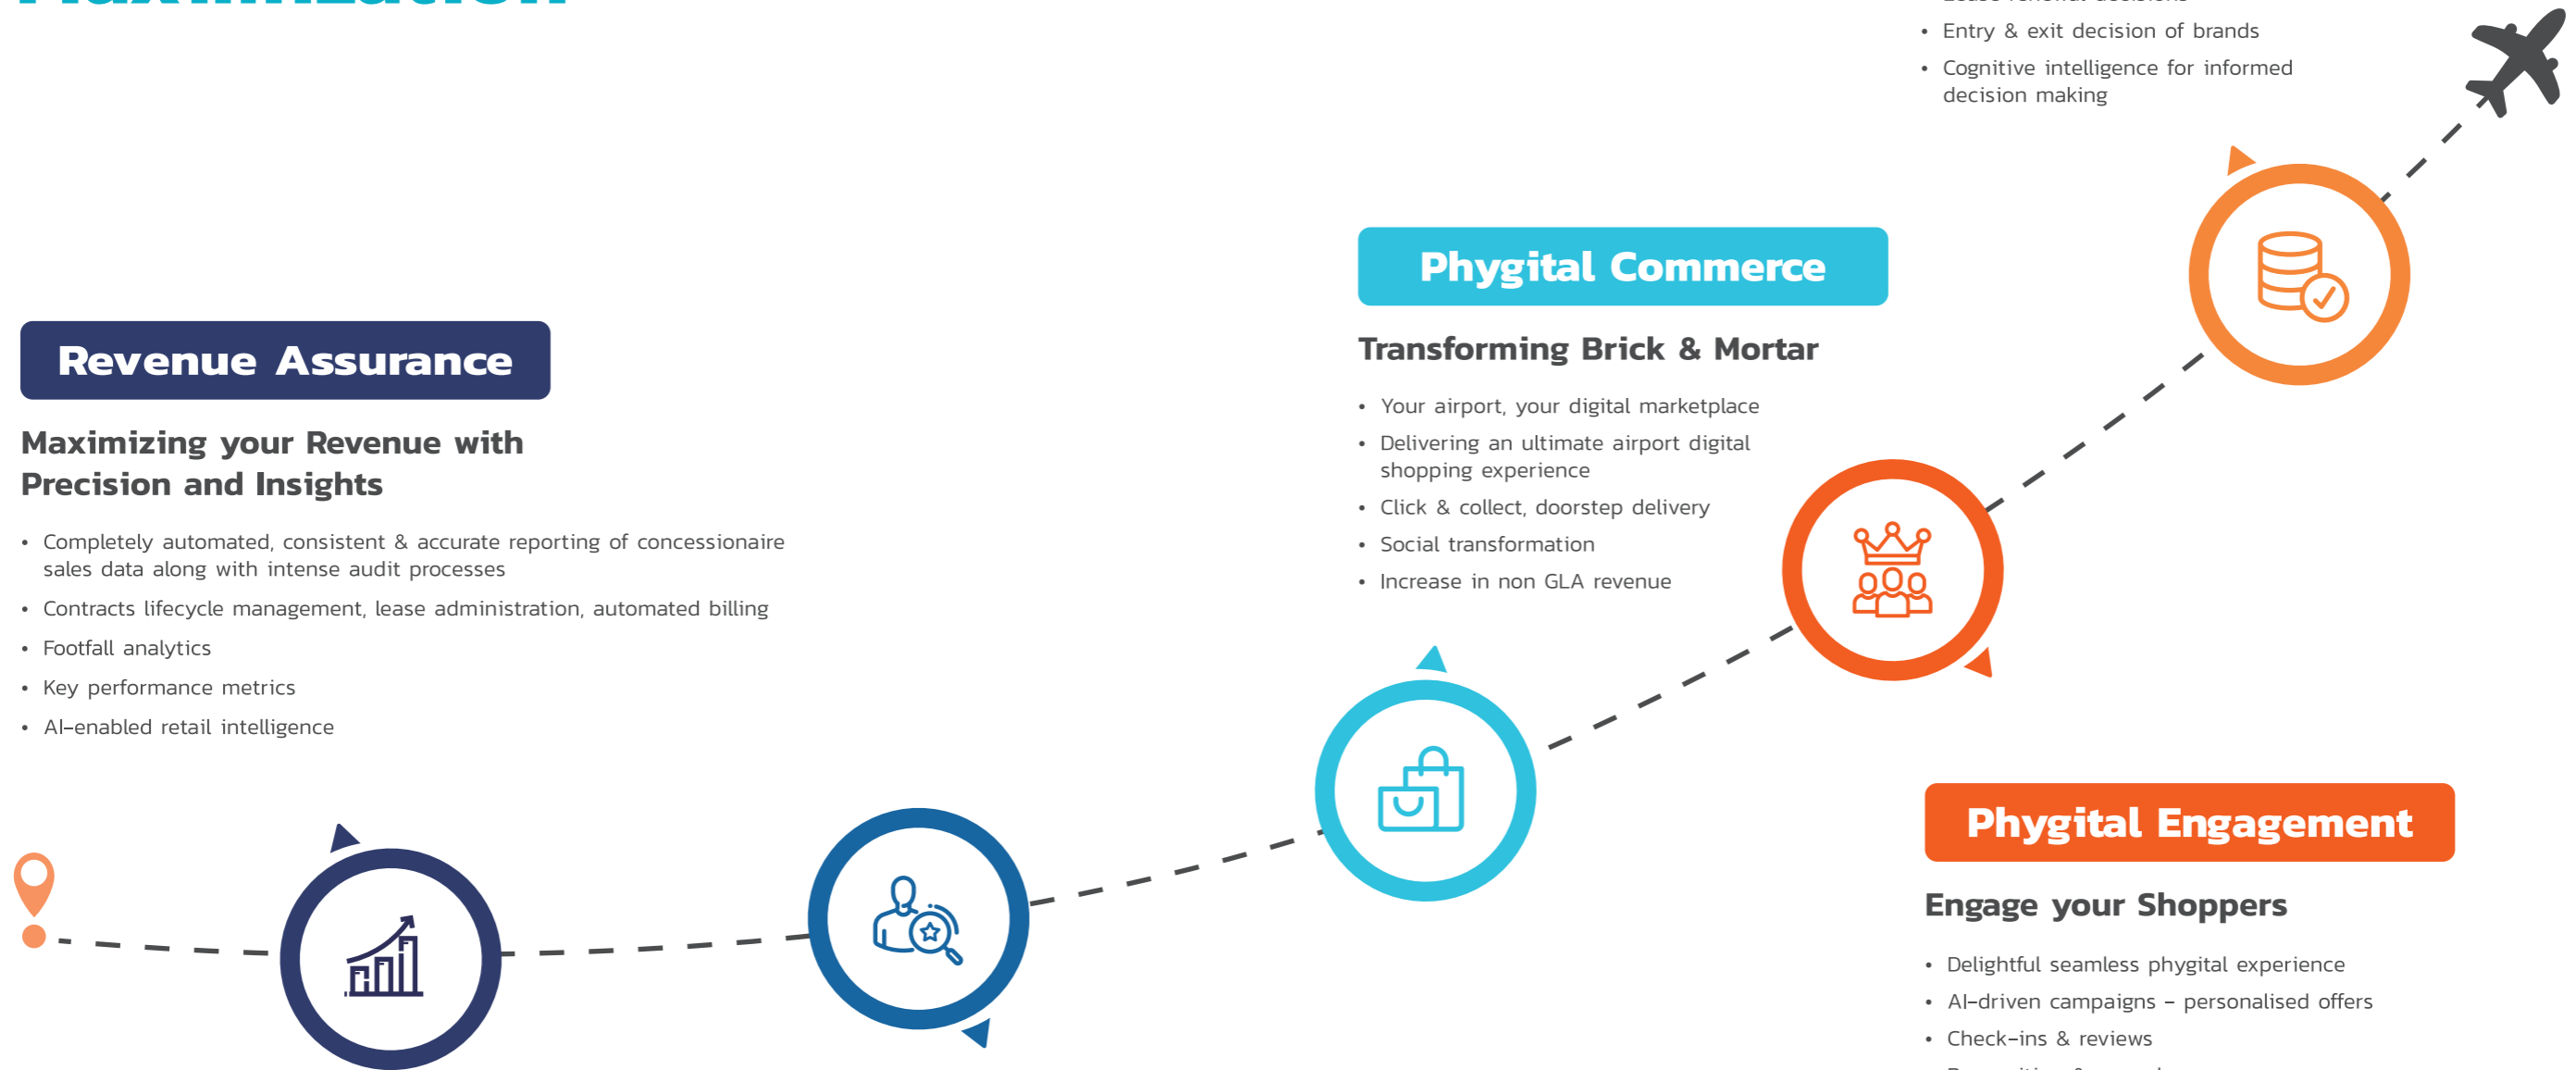 Maximization
Revenue Assurance
Maximizing your Revenue with
Precision and Insights
• Completely automated, consistent & accurate reporting of concessionaire
sales data along with intense audit processes
• Contracts lifecycle management, lease administration, automated billing
• Footfall analytics
• Key performance metrics
• AI-enabled retail intelligence
Phygital Commerce
Transforming Brick & Mortar
• Your airport, your digital marketplace
• Delivering an ultimate airport digital
shopping experience
• Click & collect, doorstep delivery
• Social transformation
• Increase in non GLA revenue
• Entry & exit decision of brands
• Cognitive intelligence for informed
decision making
Phygital Engagement
Engage your Shoppers
• Delightful seamless phygital experience
• AI-driven campaigns – personalised offers
• Check-ins & reviews